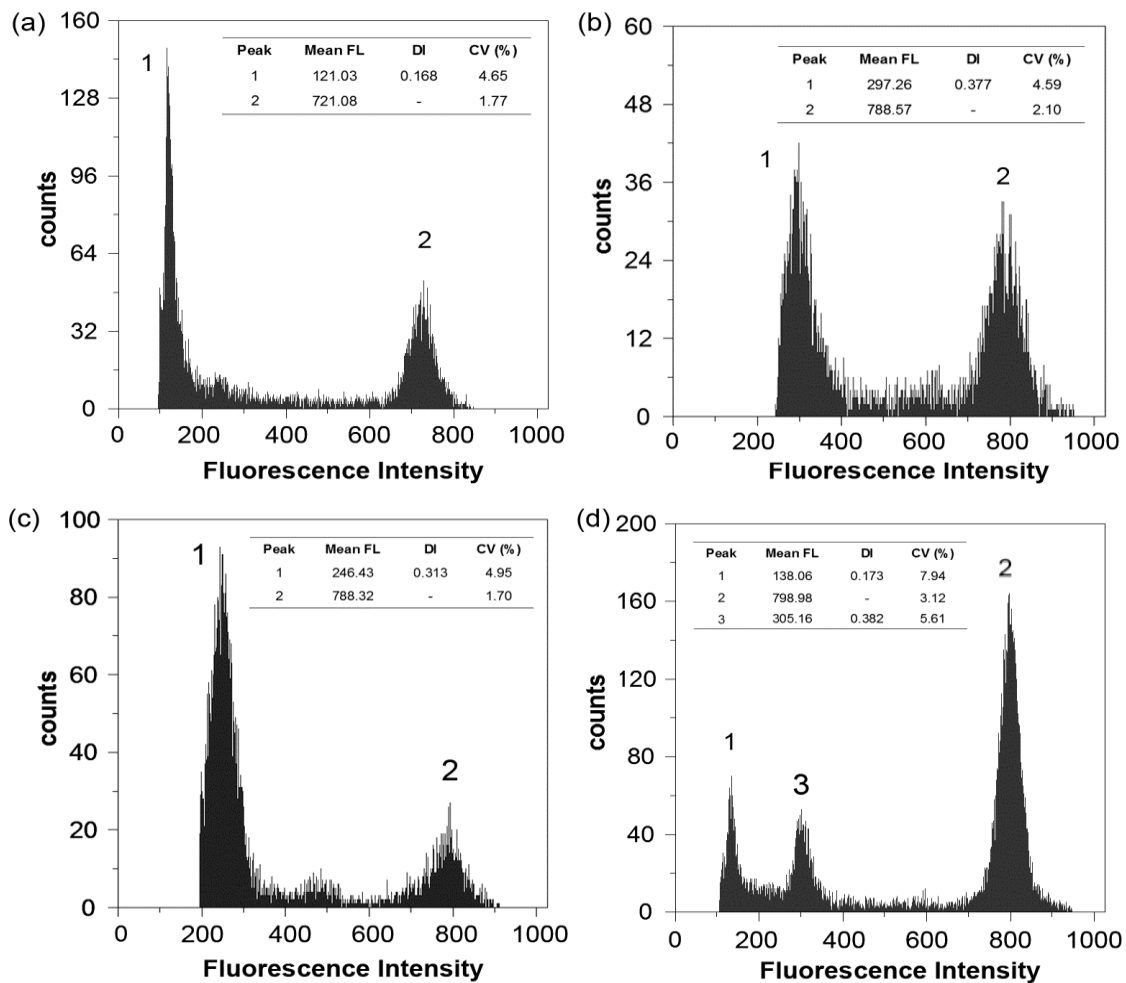 (a)
160
128
96
64
32
0
counts
1
2
Peak Mean FL DI CV (%)
1 121.03 0.168 4.65
2 721.08 - 1.77
0 200 400 600 800 1000
Fluorescence Intensity
(b)
60
48
36
24
12
0
counts
1
2
Peak Mean FL DI CV (%)
1 297.26 0.377 4.59
2 788.57 - 2.10
0 200 400 600 800 1000
Fluorescence Intensity
(c)
100
80
60
40
20
0
counts
1
2
Peak Mean FL DI CV (%)
1 246.43 0.313 4.95
2 788.32 - 1.70
0 200 400 600 800 1000
Fluorescence Intensity
(d)
200
160
120
80
40
0
counts
1
3
2
Peak Mean FL DI CV (%)
1 138.06 0.173 7.94
2 798.98 - 3.12
3 305.16 0.382 5.61
0 200 400 600 800 1000
Fluorescence Intensity